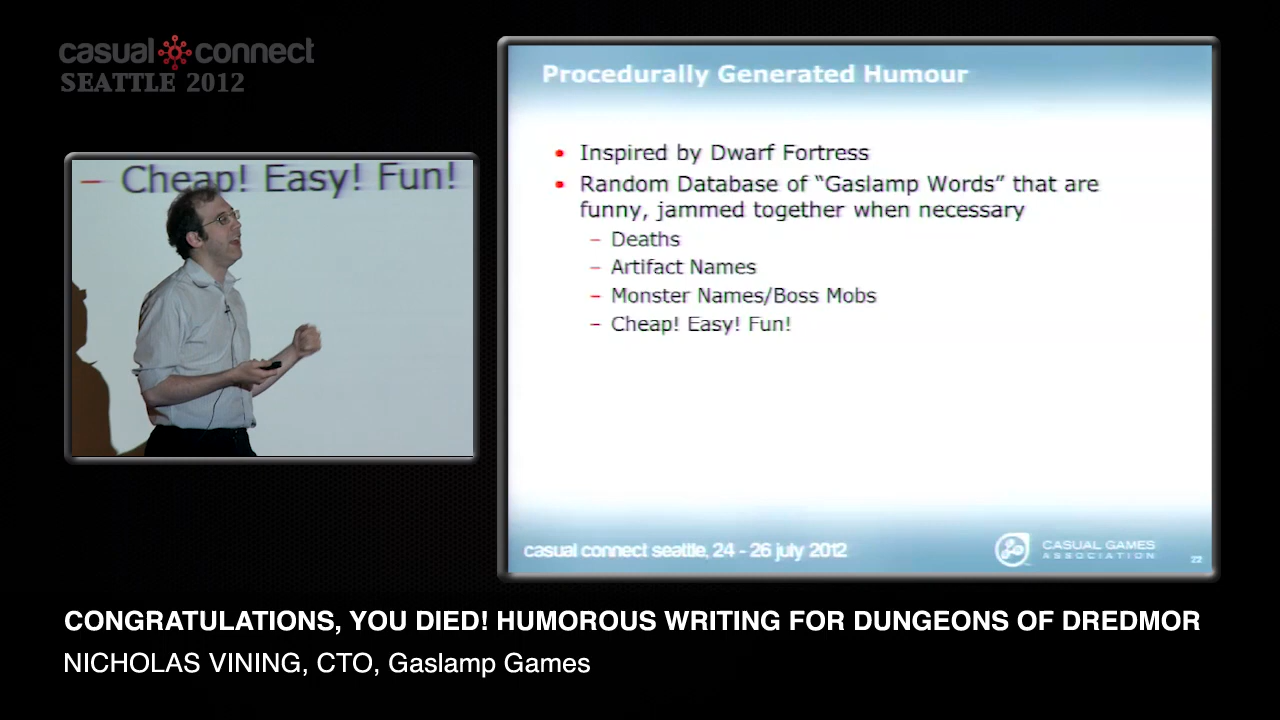 casual connect
SEATTLE 2012
– Cheap! Easy! Fun!
Procedurally Generated Humour
• Inspired by Dwarf Fortress
• Random Database of “Gaslamp Words” that are
funny, jammed together when necessary
– Deaths
– Artifact Names
– Monster Names/Boss Mobs
– Cheap! Easy! Fun!
casual connect seattle, 24 - 26 july 2012
CASUAL GAMES
ASSOCIATION
22
CONGRATULATIONS, YOU DIED! HUMOROUS WRITING FOR DUNGEONS OF DREDMOR
NICHOLAS VINING, CTO, Gaslamp Games